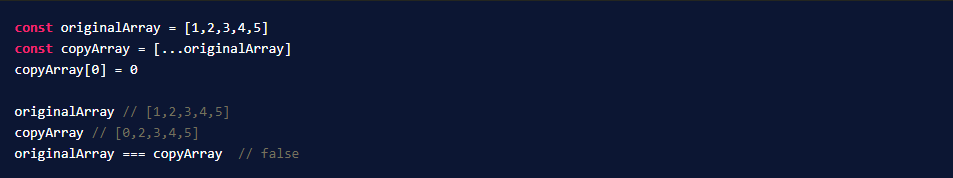 const originalArray = [1,2,3,4,5]
const copyArray = [...originalArray]
copyArray[0] = 0
originalArray // [1,2,3,4,5]
copyArray // [0,2,3,4,5]
originalArray === copyArray  // false